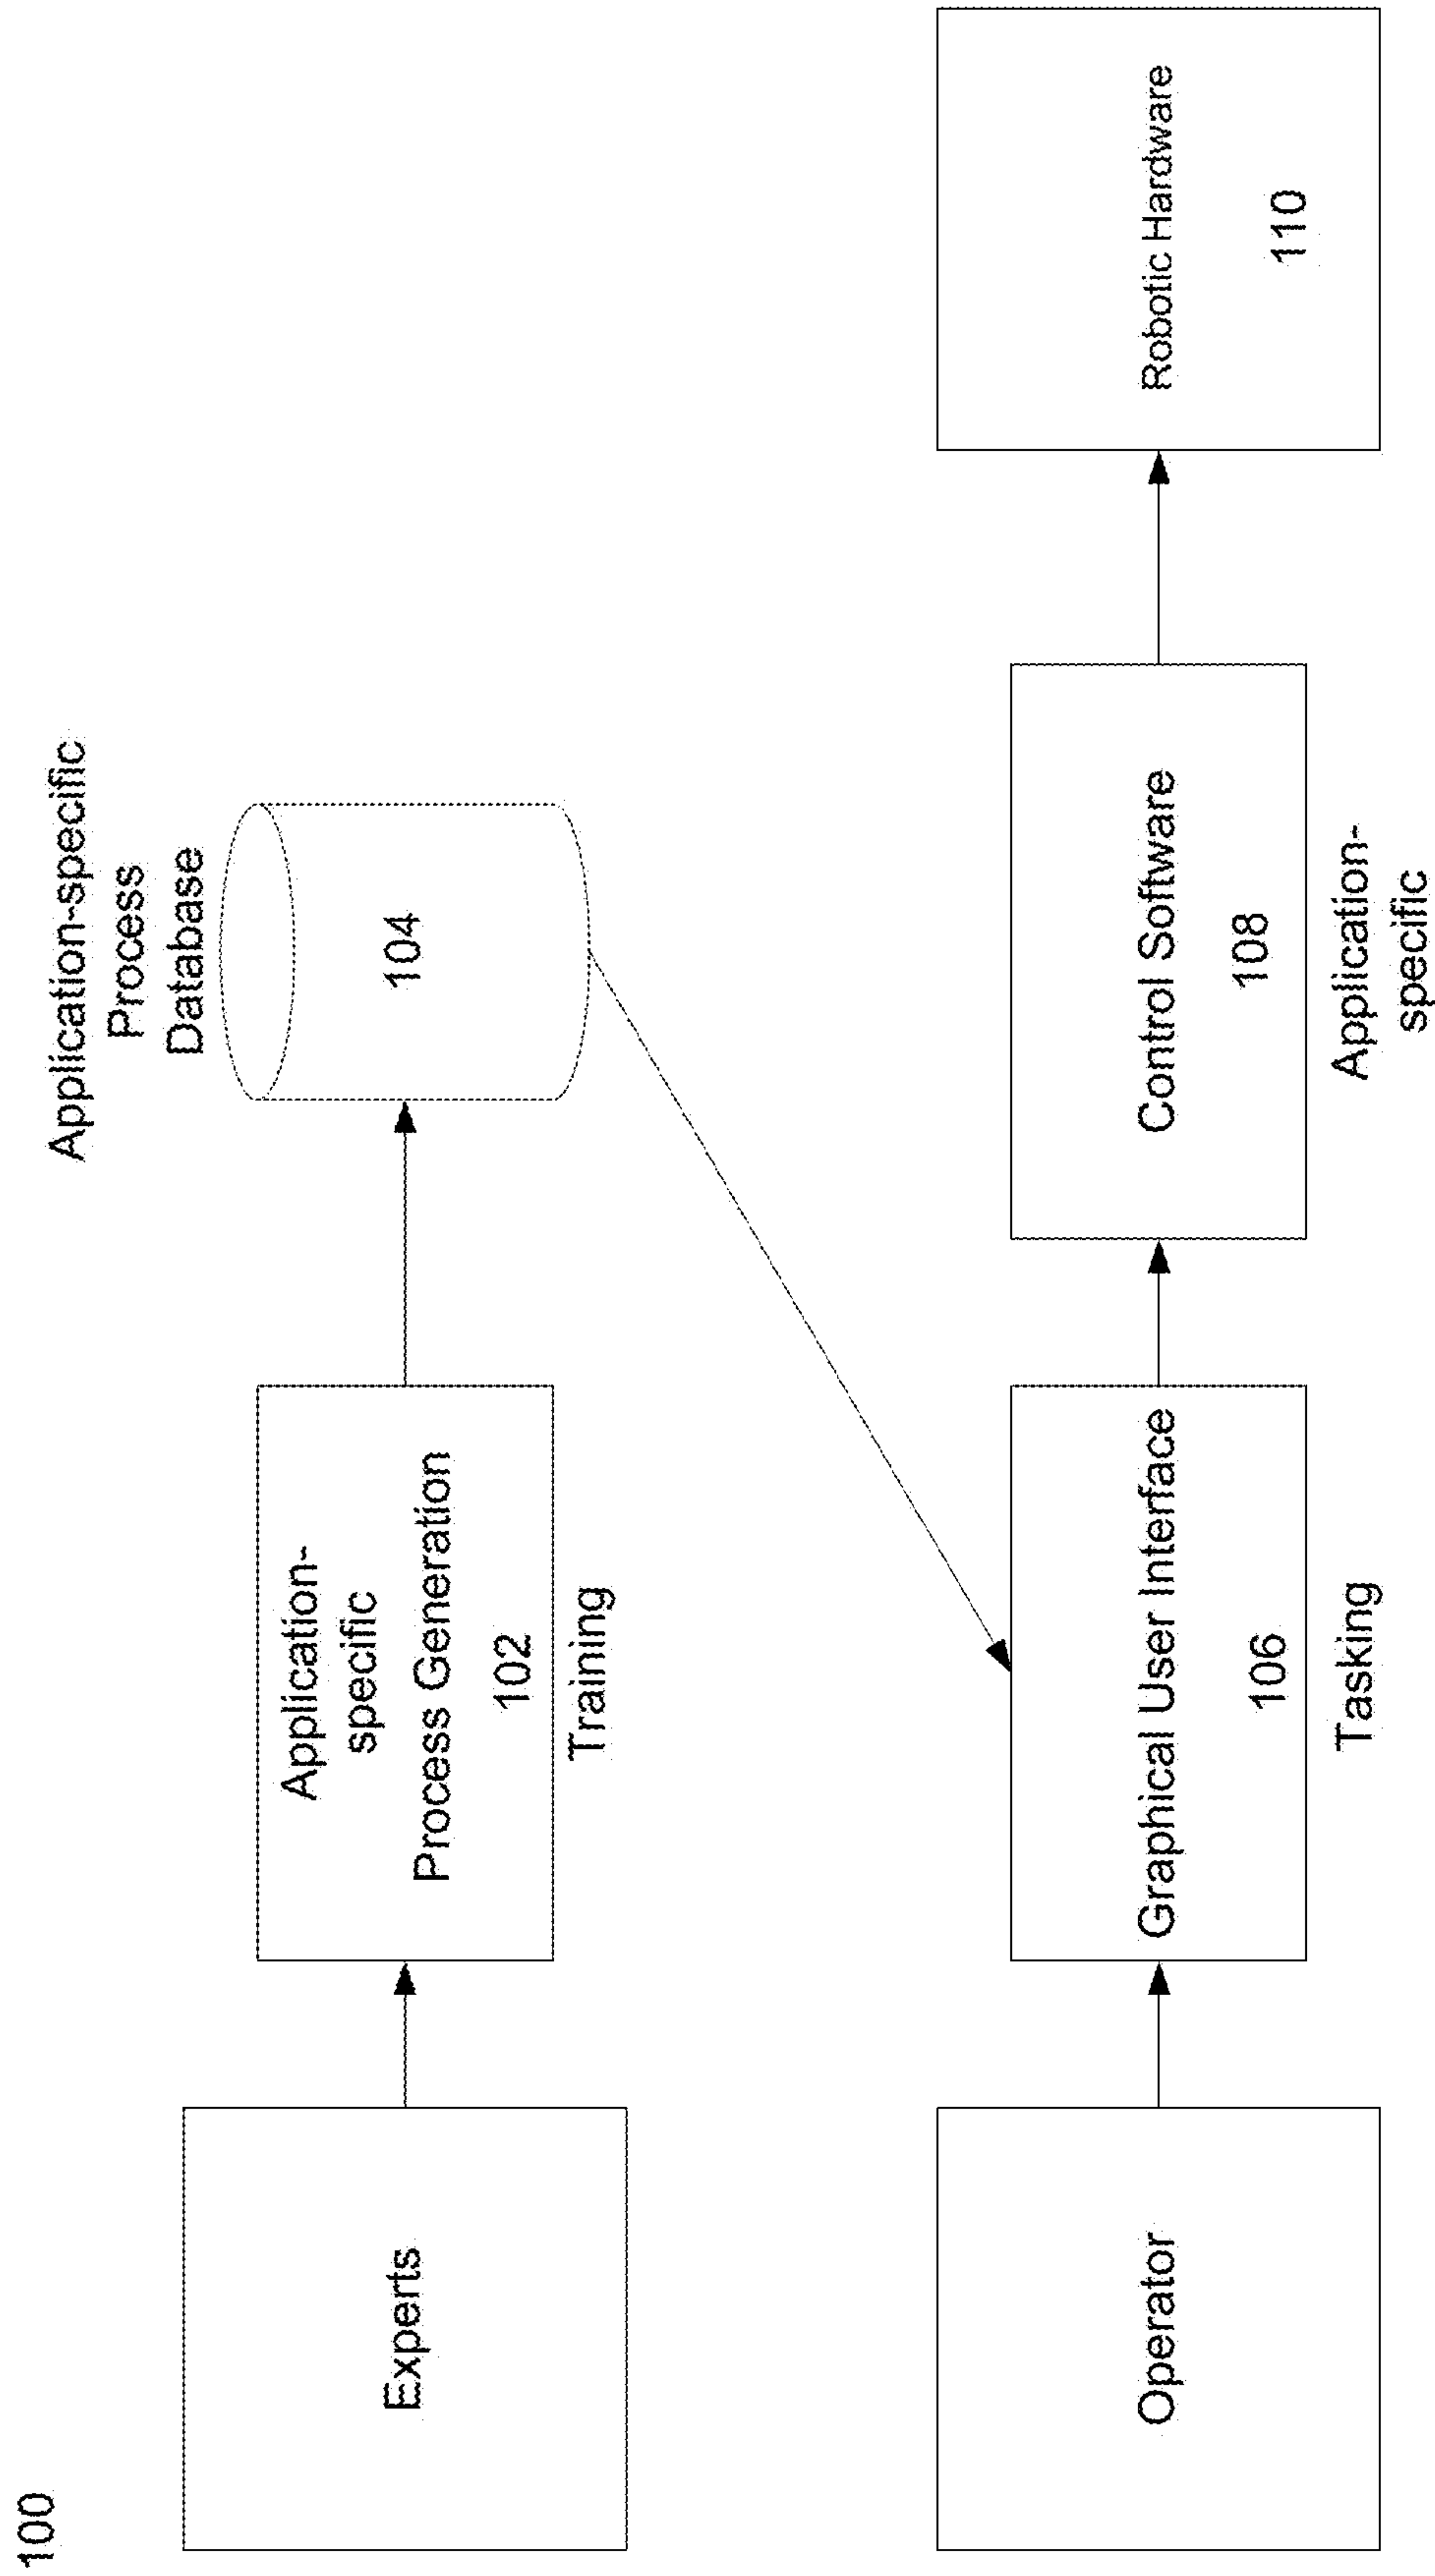 100
Experts
Application-
specific
Process Generation
102
Training
Application-specific
Process
Database
104
Operator
Graphical User Interface
106
Tasking
Control Software
108
Application-
specific
Robotic Hardware
110